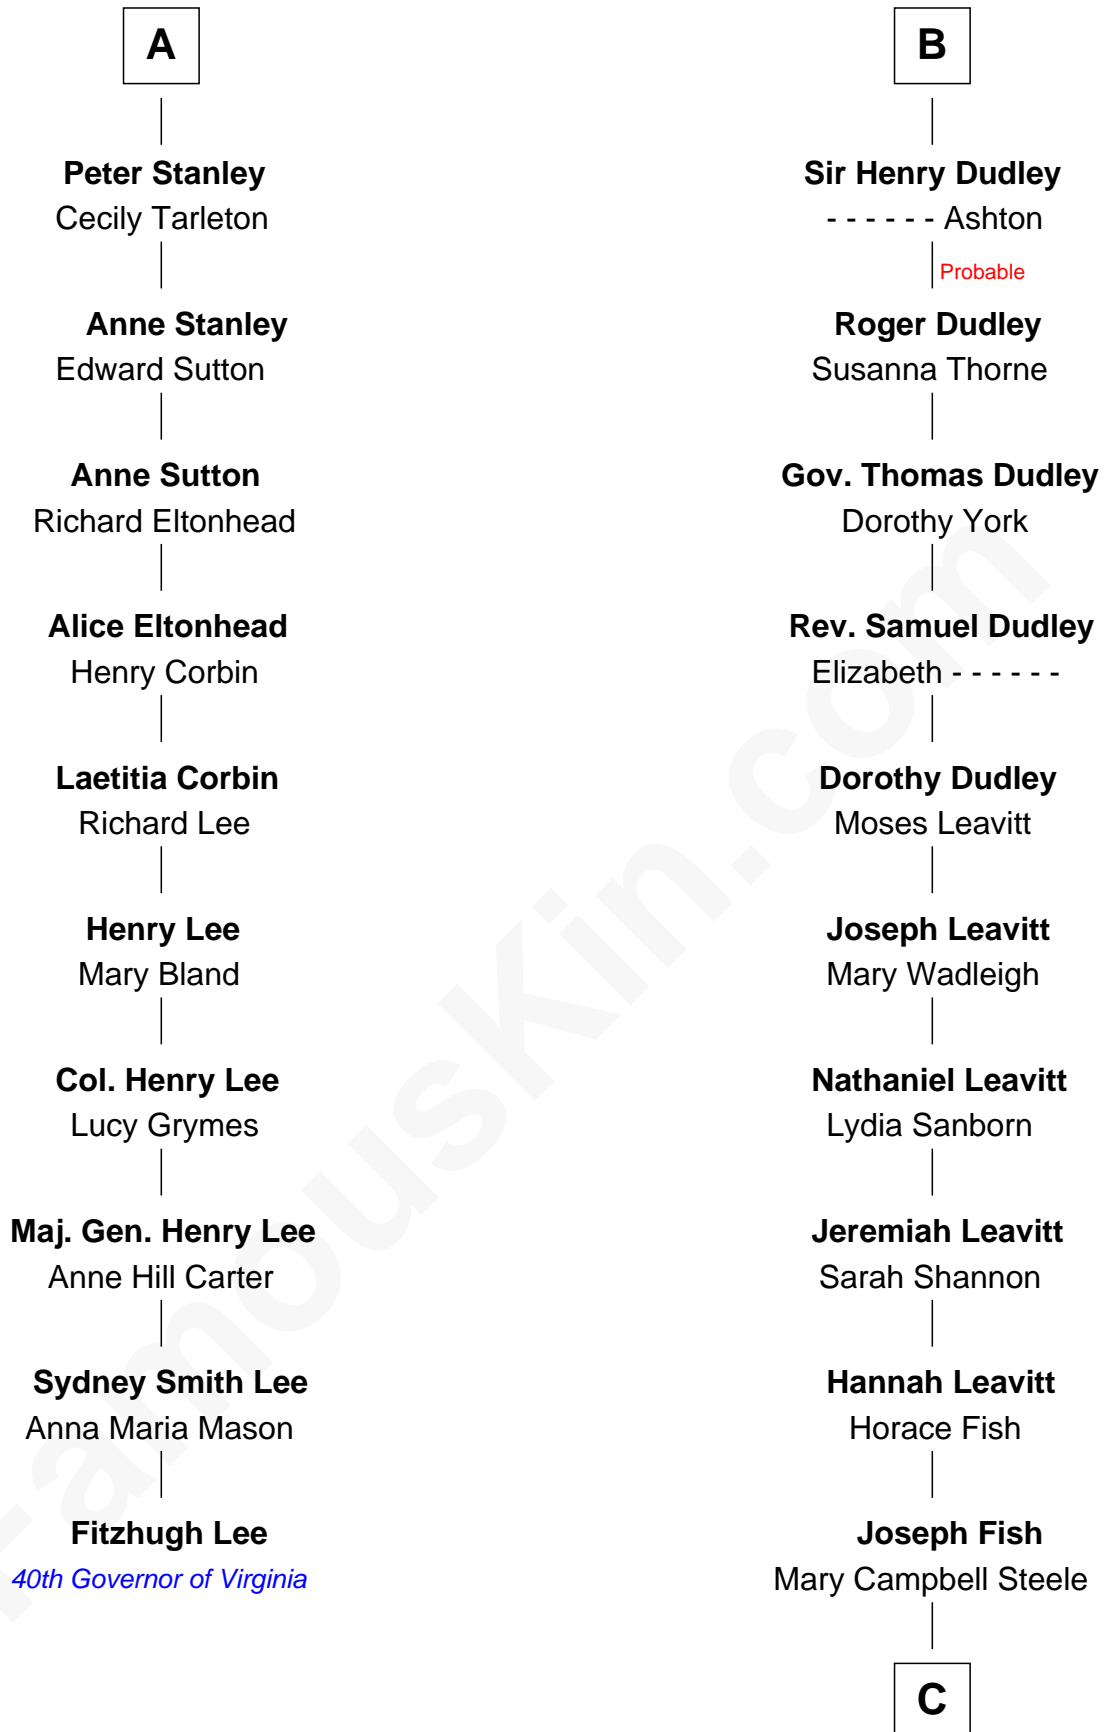 A
Peter Stanley
Cecily Tarleton
Anne Stanley
Edward Sutton
Anne Sutton
Richard Eltonhead
Alice Eltonhead
Henry Corbin
Laetitia Corbin
Richard Lee
Henry Lee
Mary Bland
Col. Henry Lee
Lucy Grymes
Maj. Gen. Henry Lee
Anne Hill Carter
Sydney Smith Lee
Anna Maria Mason
Fitzhugh Lee
40th Governor of Virginia
B
Sir Henry Dudley
- - - - - - Ashton
Probable
Roger Dudley
Susanna Thorne
Gov. Thomas Dudley
Dorothy York
Rev. Samuel Dudley
Elizabeth - - - - - -
Dorothy Dudley
Moses Leavitt
Joseph Leavitt
Mary Wadleigh
Nathaniel Leavitt
Lydia Sanborn
Jeremiah Leavitt
Sarah Shannon
Hannah Leavitt
Horace Fish
Joseph Fish
Mary Campbell Steele
C
FamousKin.com